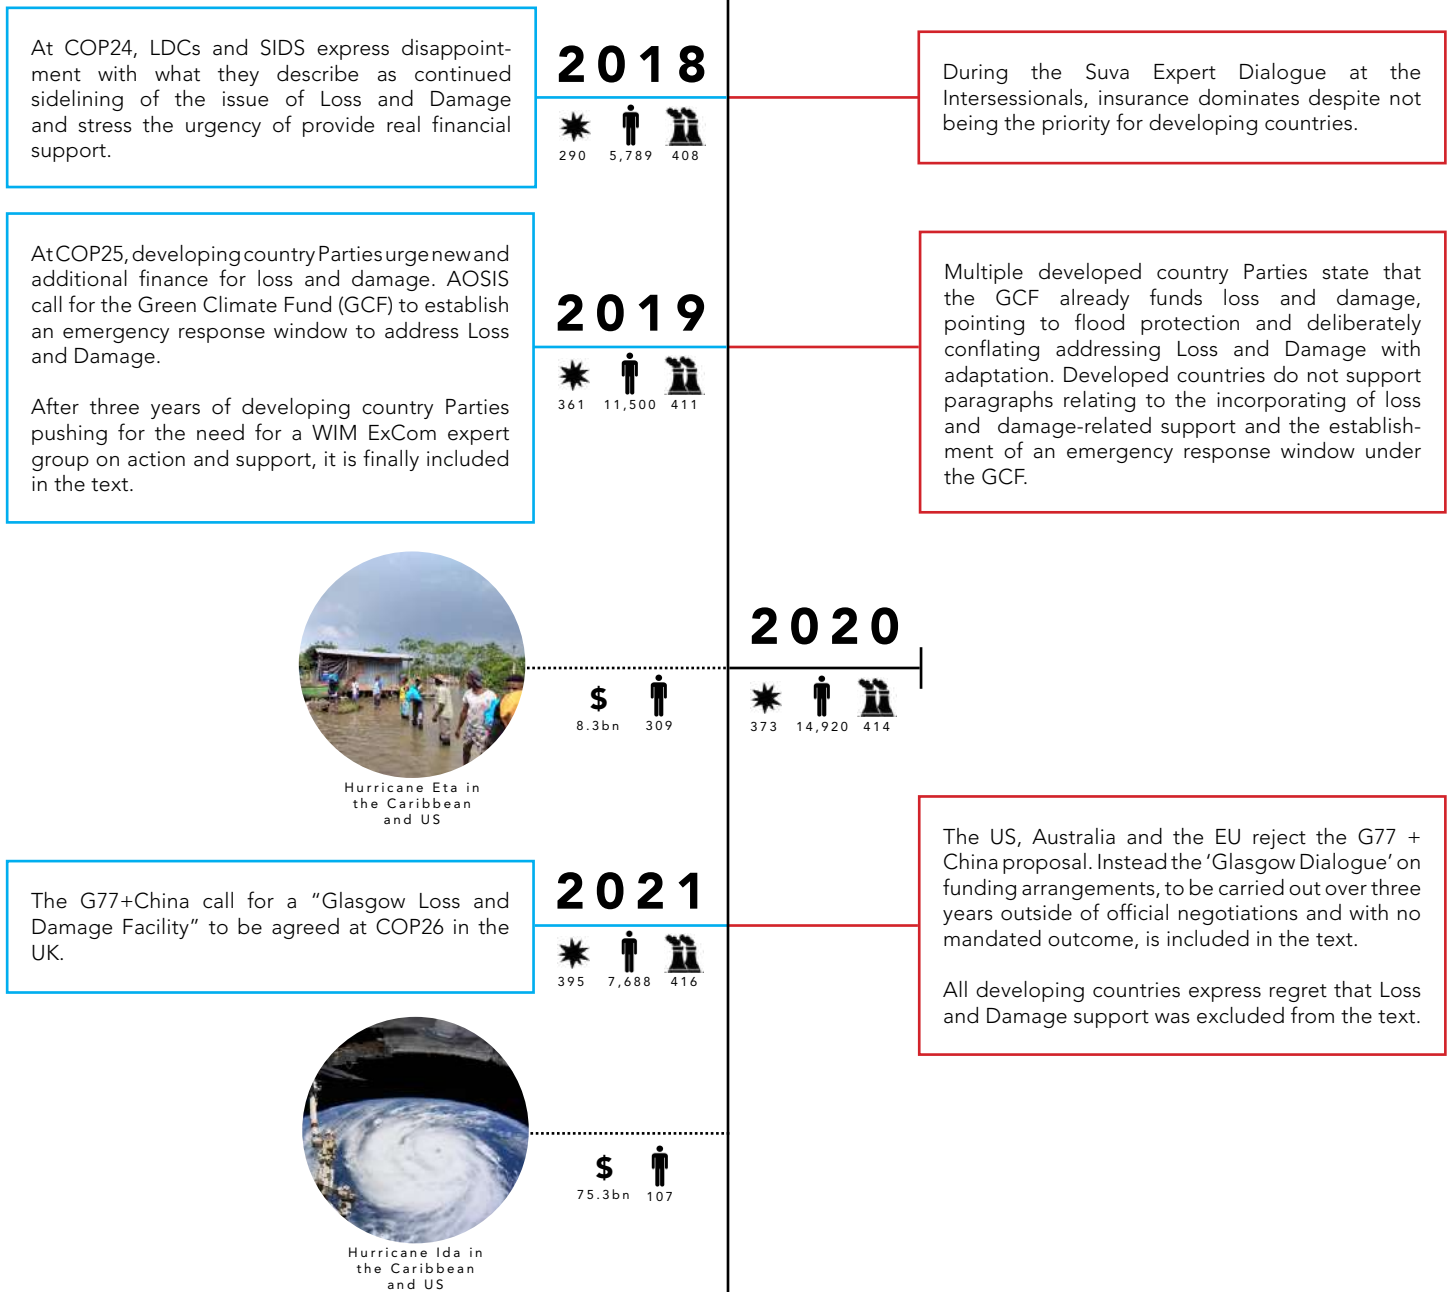 At COP24, LDCs and SIDS express disappoint-
ment with what they describe as continued
sidelining of the issue of Loss and Damage
and stress the urgency of provide real financial
support.
2018
290 5,789 408
During the Suva Expert Dialogue at the
Intersessionals, insurance dominates despite not
being the priority for developing countries.
At COP25, developing country Parties urge new and
additional finance for loss and damage. AOSIS
call for the Green Climate Fund (GCF) to establish
an emergency response window to address Loss
and Damage.
After three years of developing country Parties
pushing for the need for a WIM ExCom expert
group on action and support, it is finally included
in the text.
2019
361 11,500 411
Multiple developed country Parties state that
the GCF already funds loss and damage,
pointing to flood protection and deliberately
conflating addressing Loss and Damage with
adaptation. Developed countries do not support
paragraphs relating to the incorporating of loss
and damage-related support and the establish-
ment of an emergency response window under
the GCF.
2020
373 14,920 414
$
8.3bn 309
Hurricane Eta in
the Caribbean
and US
The G77+China call for a “Glasgow Loss and
Damage Facility” to be agreed at COP26 in the
UK.
2021
395 7,688 416
The US, Australia and the EU reject the G77 +
China proposal. Instead the ‘Glasgow Dialogue’ on
funding arrangements, to be carried out over three
years outside of official negotiations and with no
mandated outcome, is included in the text.
All developing countries express regret that Loss
and Damage support was excluded from the text.
$
75.3bn 107
Hurricane Ida in
the Caribbean
and US